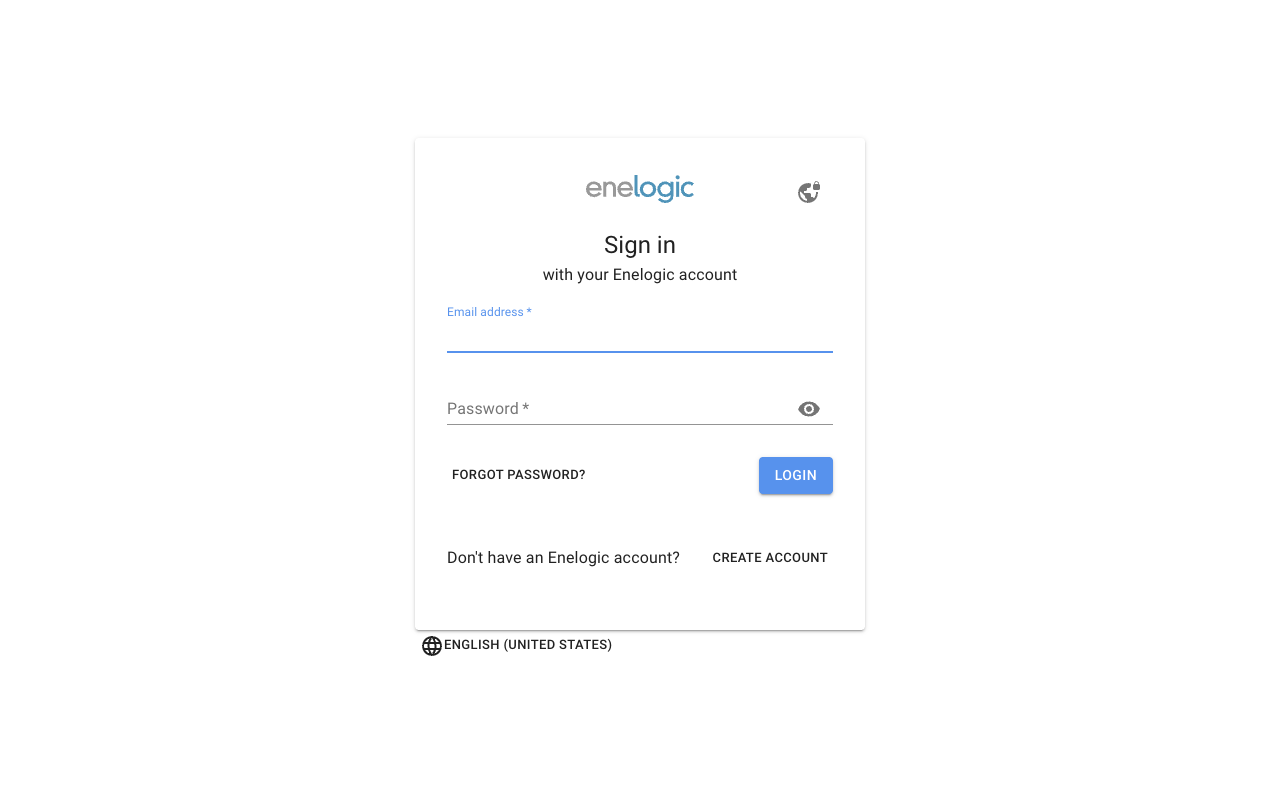 enelogic
Sign in
with your Enelogic account
Email address *
Password *
FORGOT PASSWORD?
LOGIN
Don't have an Enelogic account?
CREATE ACCOUNT
ENGLISH (UNITED STATES)